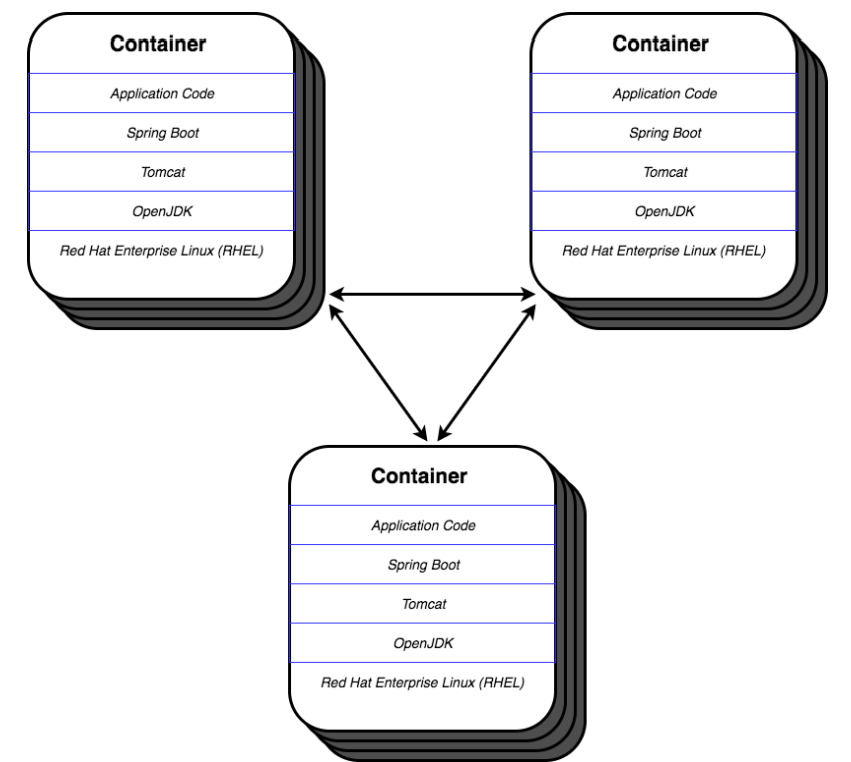 Container
Application Code
Spring Boot
Tomcat
OpenJDK
Red Hat Enterprise Linux (RHEL)
Container
Application Code
Spring Boot
Tomcat
OpenJDK
Red Hat Enterprise Linux (RHEL)
Container
Application Code
Spring Boot
Tomcat
OpenJDK
Red Hat Enterprise Linux (RHEL)